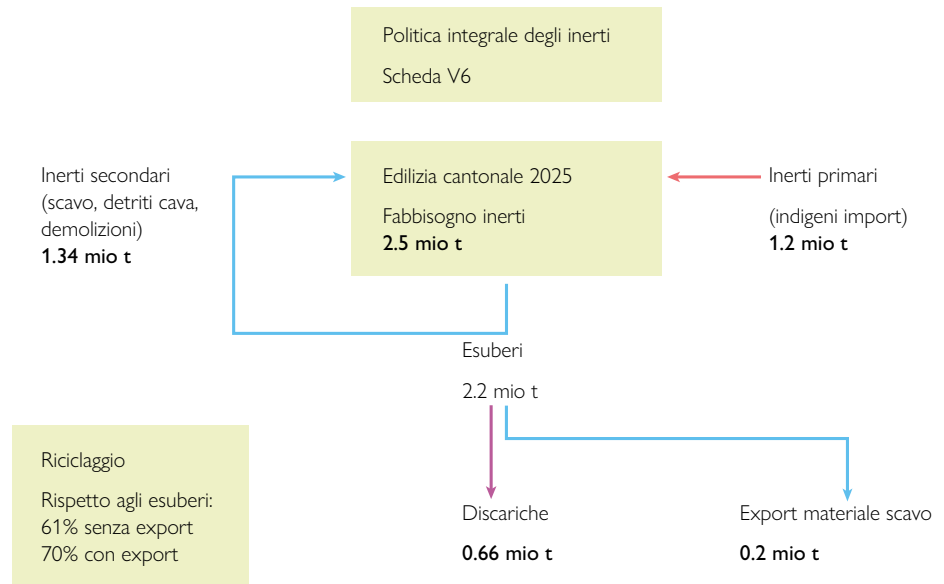 Politica integrale degli inerti
Scheda V6
Inerti secondari
(scavo, detriti cava,
demolizioni)
1.34 mio t
Edilizia cantonale 2025
Fabbisogno inerti
2.5 mio t
Inerti primari
(indigeni import)
1.2 mio t
Esuberi
2.2 mio t
Riciclaggio
Rispetto agli esuberi:
61% senza export
70% con export
Discariche
0.66 mio t
Export materiale scavo
0.2 mio t